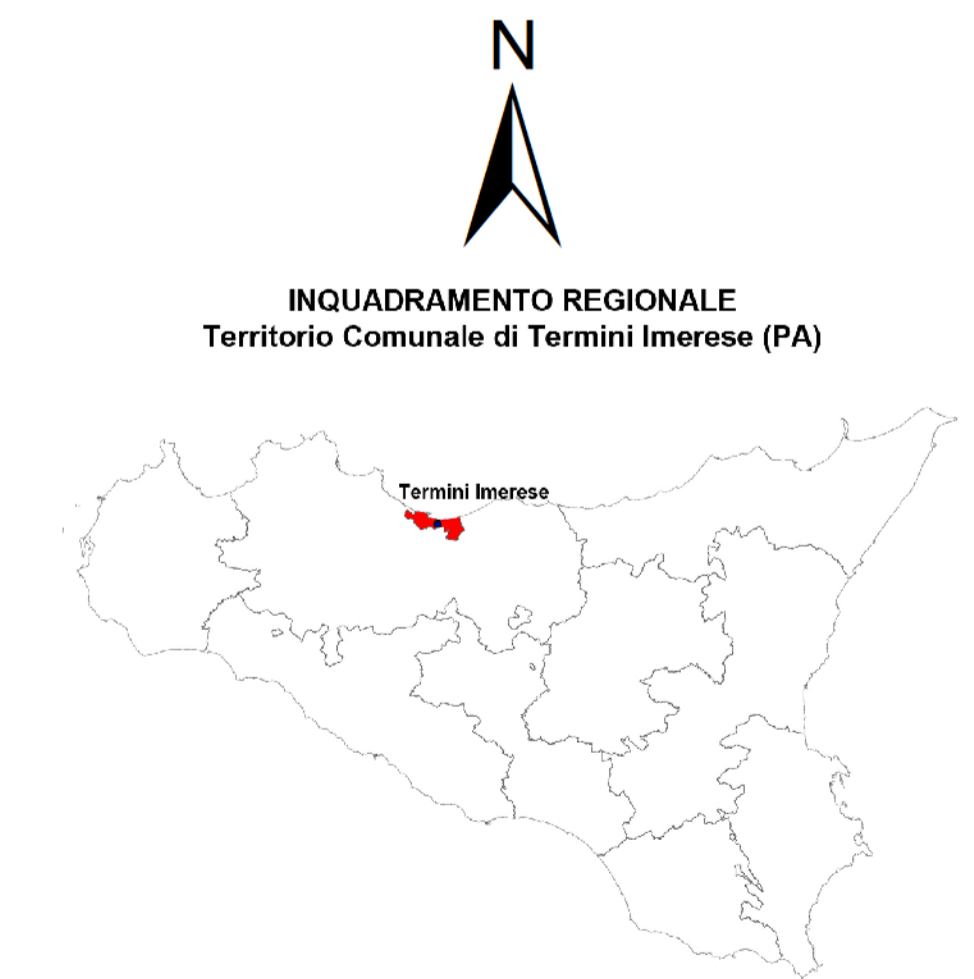 N
INQUADRAMENTO REGIONALE
Territorio Comunale di Termini Imerese (PA)
Termini Imerese